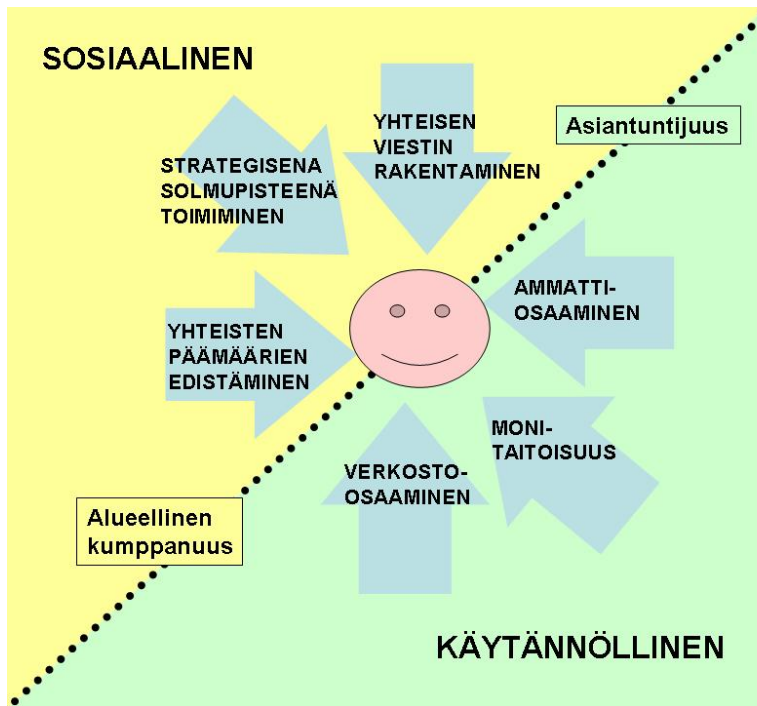 SOSIAALINEN
YHTEISEN
VIESTIN
RAKENTAMINEN
Asiantuntijuus
STRATEGISENA
SOLMUPISTEENÄ
TOIMIMINEN
AMMATTI-
OSAAMINEN
YHTEISTEN
PÄÄMÄÄRIEN
EDISTÄMINEN
MONI-
TAITOISUUS
VERKOSTO-
OSAAMINEN
Alueellinen
kumppanuus
KÄYTÄNNÖLLINEN